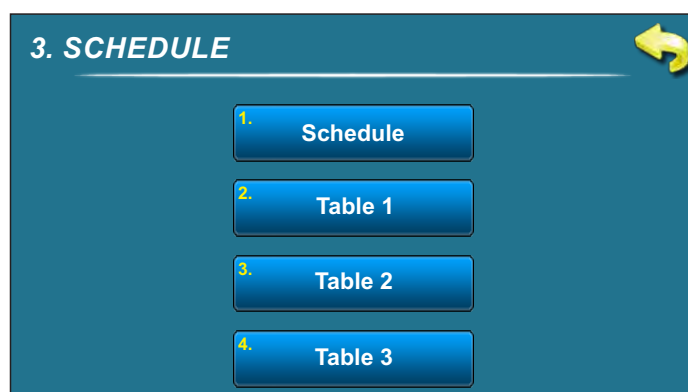 3. SCHEDULE
1. Schedule
2. Table 1
3. Table 2
4. Table 3